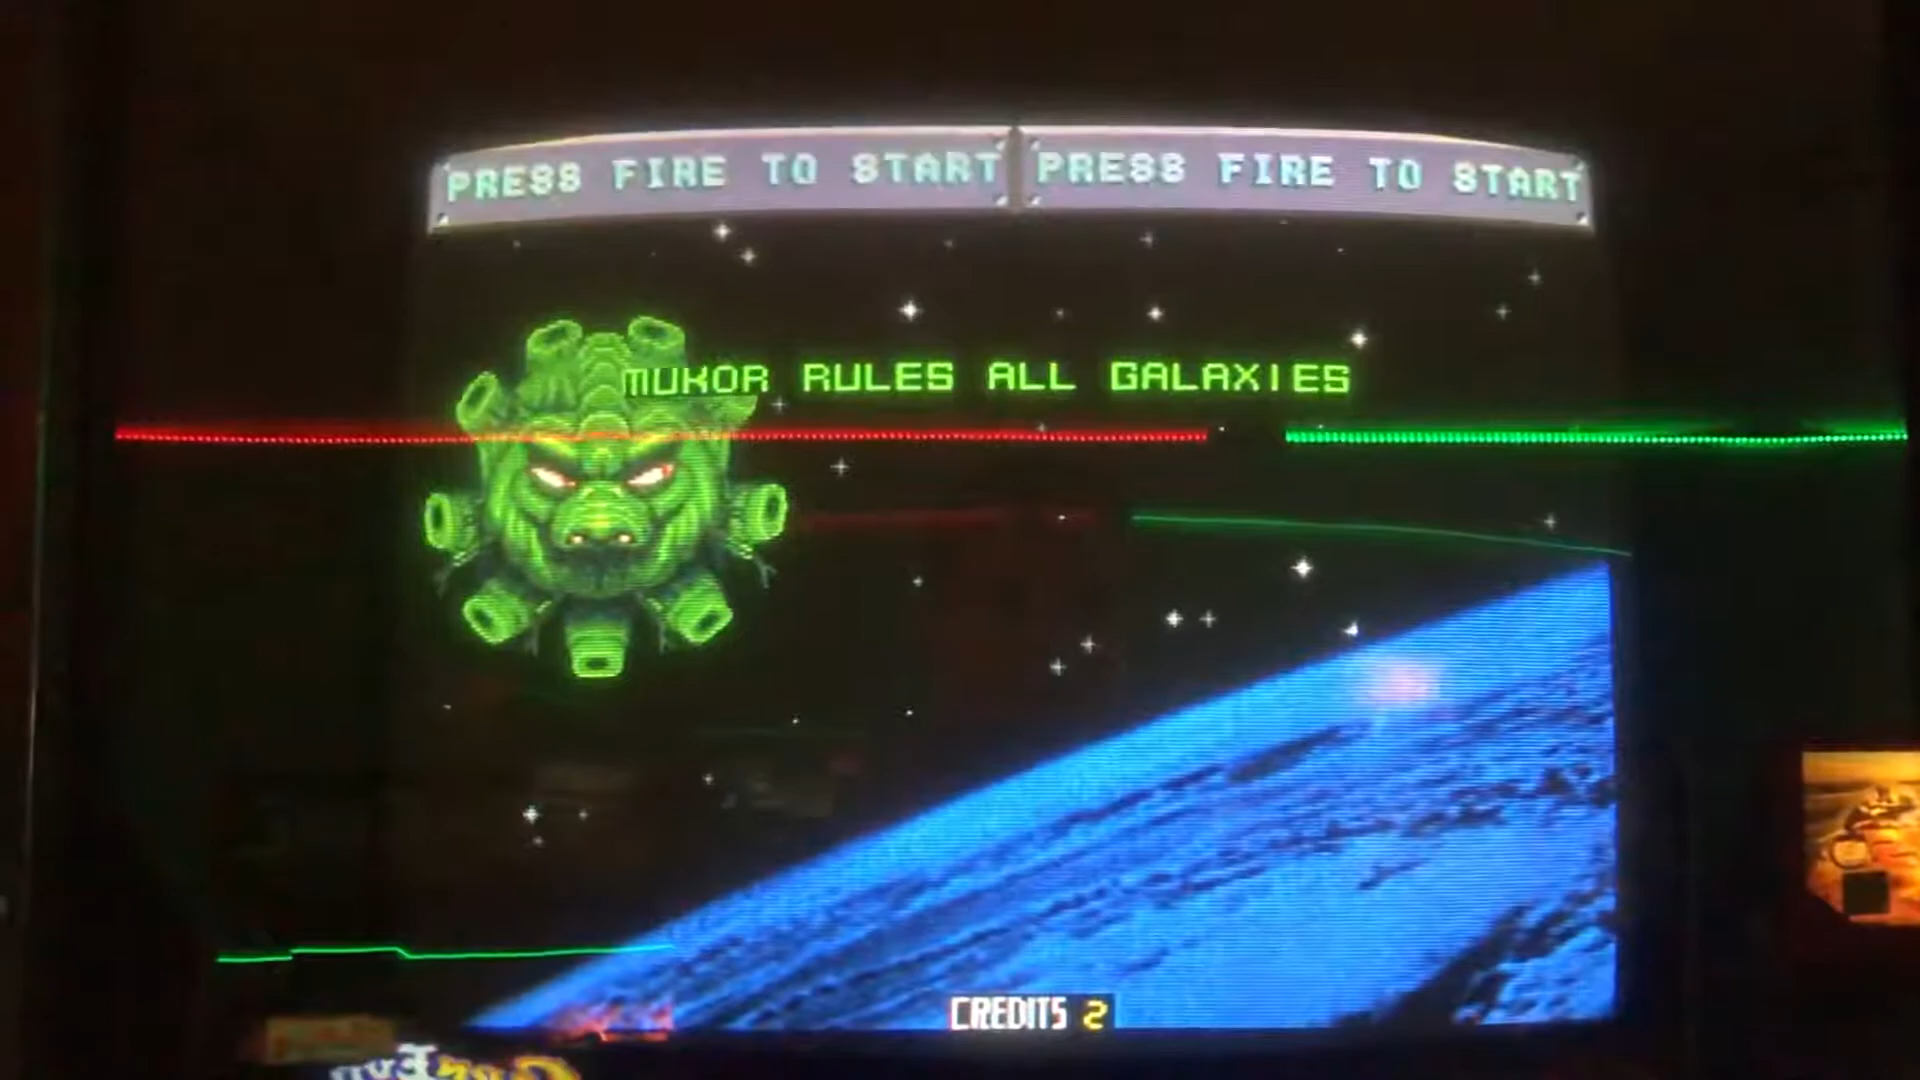 PRESS FIRE TO START PRESS FIRE TO START
MUKOR RULES ALL GALAXIES
CREDITS 2